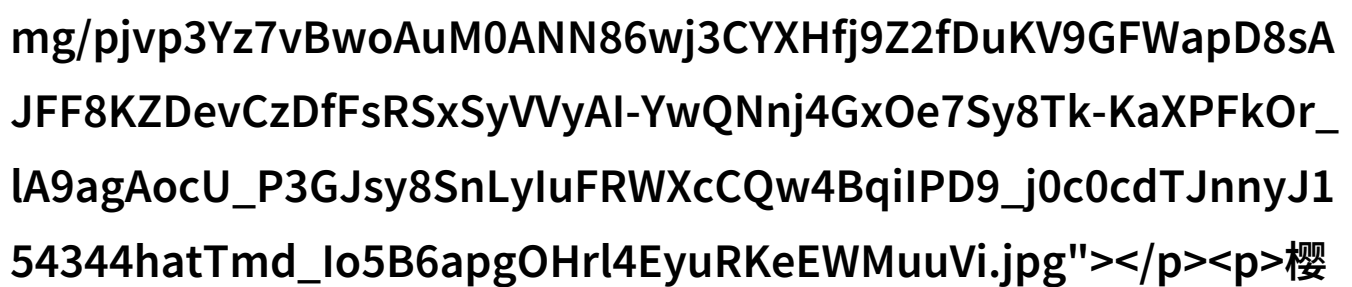 mg/pjvp3Yz7vBwoAuM0ANN86wj3CYXHfj9Z2fDuKV9GFWapD8sA
JFF8KZDevCzDfFsRSxSyVVyAI-YwQNnj4GxOe7Sy8Tk-KaXPFkOr_
lA9agAocU_P3GJsy8SnLyIuFRWXcCQw4BqiIPD9_j0c0cdTJnnyJ1
54344hatTmd_Io5B6apgOHrl4EyuRKeEWMuuVi.jpg"></p><p>樱